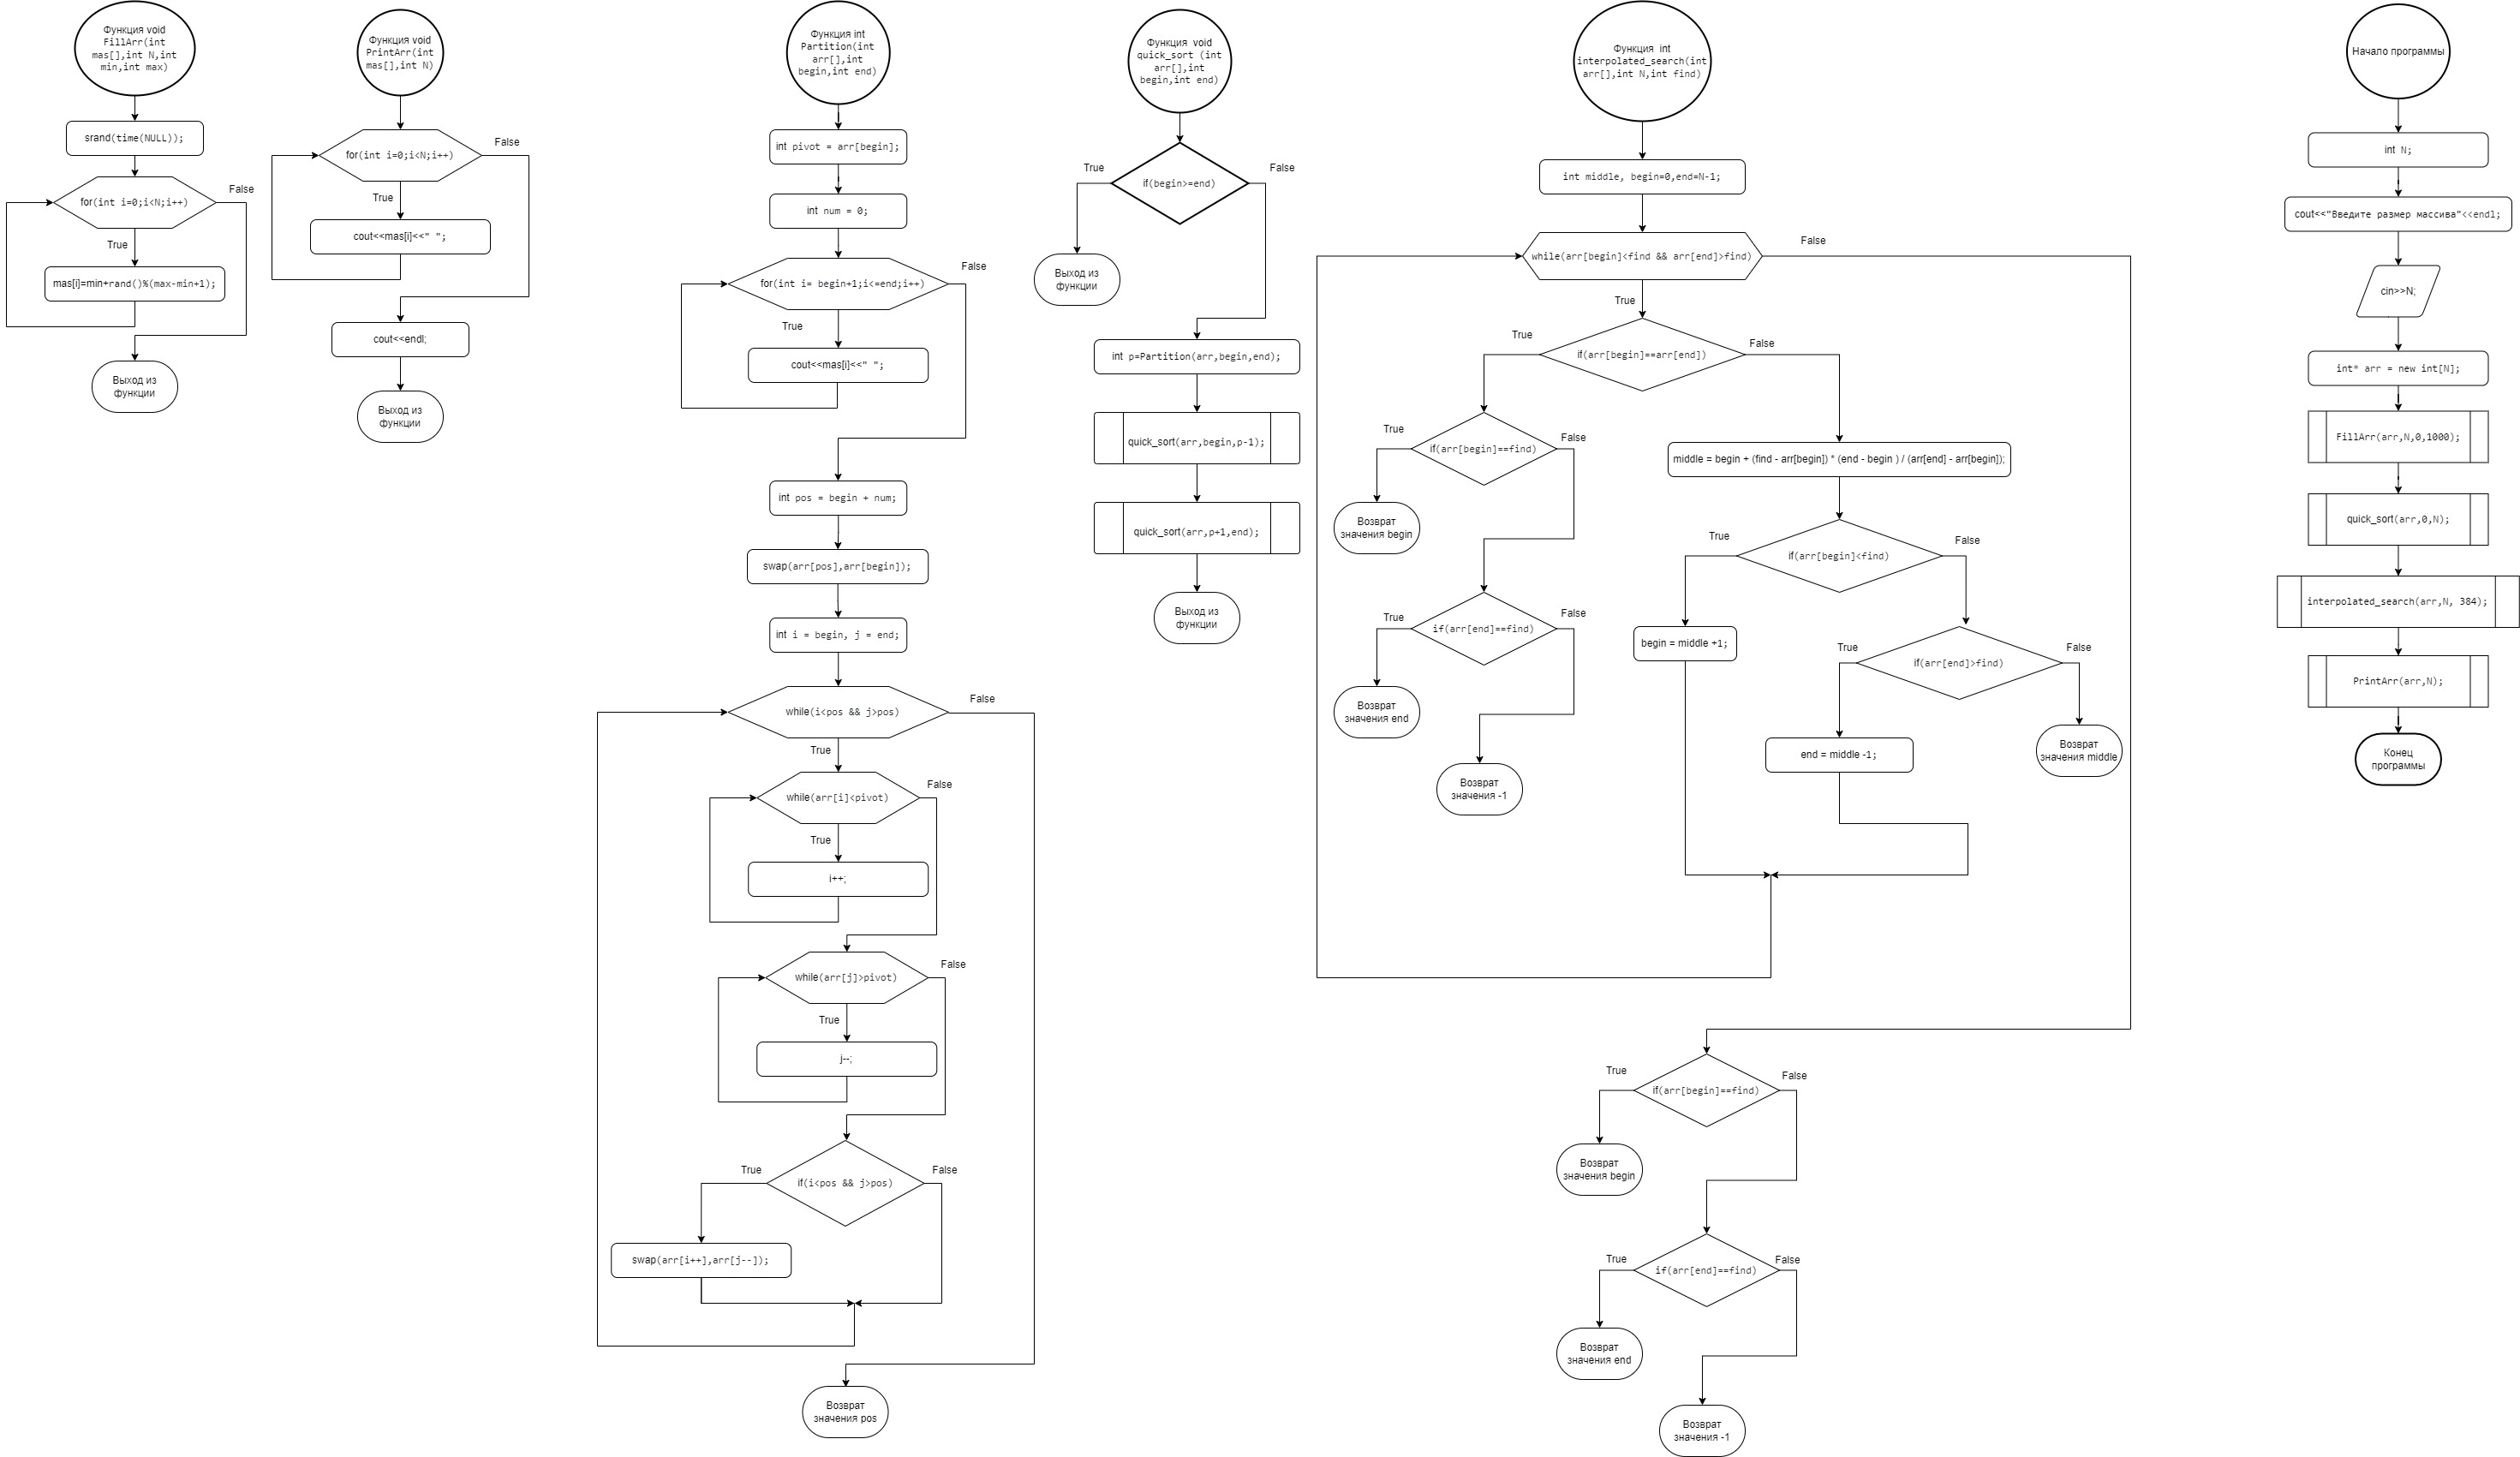 Функция void
FillArr(int
mas[],int N,int
min,int max)
srand(time(NULL));
for(int i=0;i<N;i++)
False
True
mas[i]=min+rand()%(max-min+1);
Выход из
функции
Функция void
PrintArr(int
mas[],int N)
for(int i=0;i<N;i++)
False
True
cout<<mas[i]<<" ";
cout<<endl;
Выход из
функции
Функция int
Partition(int
arr[],int
begin,int end)
int pivot = arr[begin];
int num = 0;
for(int i= begin+1;i<=end;i++)
False
True
cout<<mas[i]<<" ";
int pos = begin + num;
swap(arr[pos],arr[begin]);
int i = begin, j = end;
while(i<pos && j>pos)
False
True
while(arr[i]<pivot)
False
True
i++;
while(arr[j]>pivot)
False
True
j--;
if(i<pos && j>pos)
True
False
swap(arr[i++],arr[j--]);
Возврат
значения pos
Функция void
quick_sort (int
arr[],int
begin,int end)
if(begin>=end)
True
False
Выход из
функции
int p=Partition(arr,begin,end);
quick_sort(arr,begin,p-1);
quick_sort(arr,p+1,end);
Выход из
функции
Функция int
interpolated_search(int
arr[],int N,int find)
int middle, begin=0,end=N-1;
while(arr[begin]<find && arr[end]>find)
False
True
if(arr[begin]==arr[end])
True
False
if(arr[begin]==find)
True
False
Возврат
значения begin
if(arr[end]==find)
True
False
Возврат
значения end
Возврат
значения -1
middle = begin + (find - arr[begin]) * (end - begin ) / (arr[end] - arr[begin]);
if(arr[begin]<find)
True
False
begin = middle +1;
if(arr[end]>find)
True
False
end = middle -1;
Возврат
значения middle
if(arr[begin]==find)
True
False
Возврат
значения begin
if(arr[end]==find)
True
False
Возврат
значения end
Возврат
значения -1
Начало программы
int N;
cout<<"Введите размер массива"<<endl;
cin>>N;
int* arr = new int[N];
FillArr(arr,N,0,1000);
quick_sort(arr,0,N);
interpolated_search(arr,N, 384);
PrintArr(arr,N);
Конец
программы